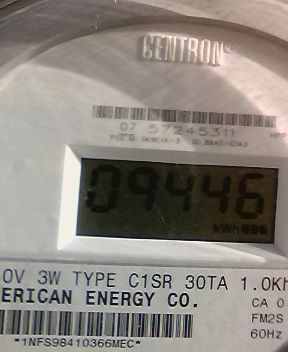 CENTRON®
07 57245311
09446
kWh
0V 3W TYPE C1SR 30TA 1.0Kh
ERICAN ENERGY CO.
CA 0
FM2S
60Hz
*1NFS98410366MEC*